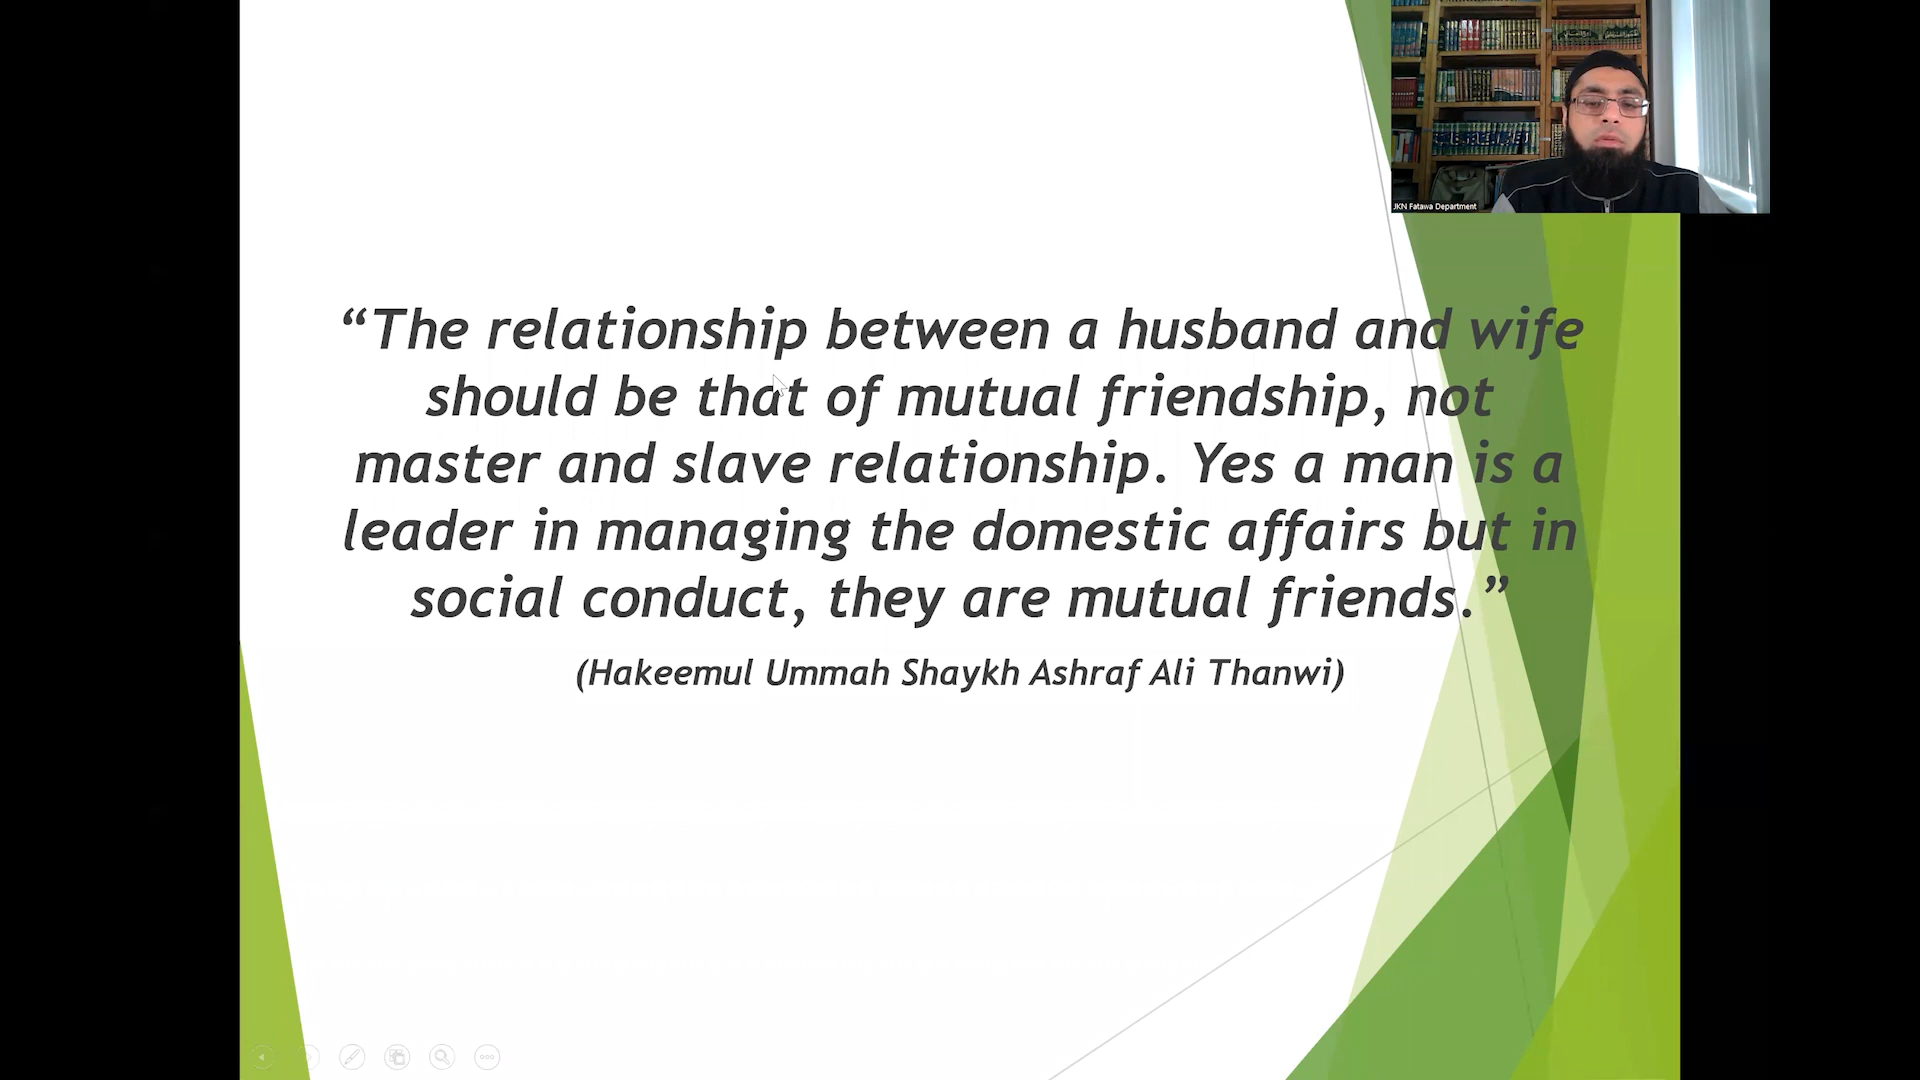 JKN Fatawa Department
“The relationship between a husband and wife
should be that of mutual friendship, not
master and slave relationship. Yes a man is a
leader in managing the domestic affairs but in
social conduct, they are mutual friends.”
(Hakeemul Ummah Shaykh Ashraf Ali Thanwi)